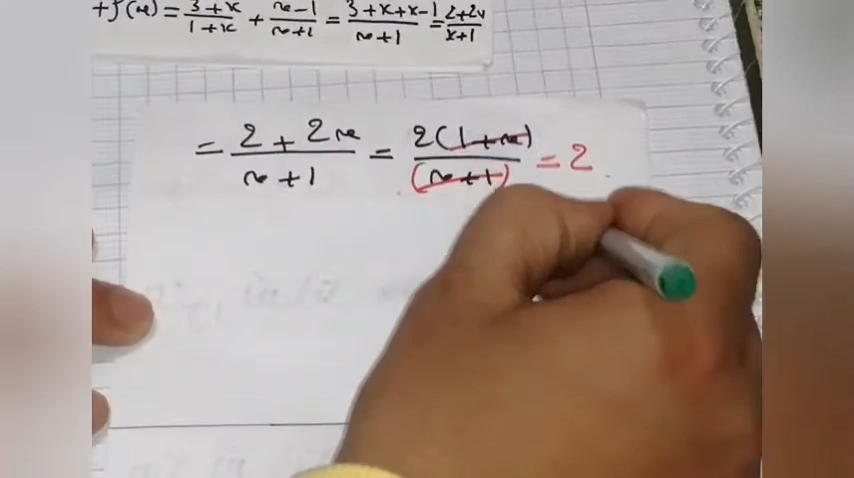 +f(x) = 3+x/1+x + x-1/x+1 = 3+x+x-1/x+1 = 2+2x/x+1
= 2+2x/x+1 = 2(1+x)/(x+1) = 2